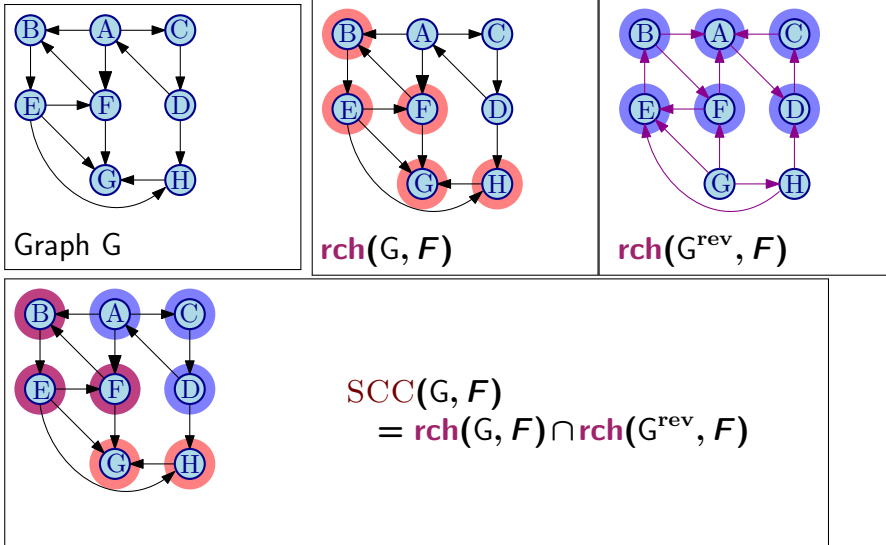 B A C
E F D
G H
Graph G
B A C
E F D
G H
rch(G, F)
B A C
E F D
G H
rch(G^rev, F)
B A C
E F D
G H
SCC(G, F)
= rch(G, F) ∩ rch(G^rev, F)